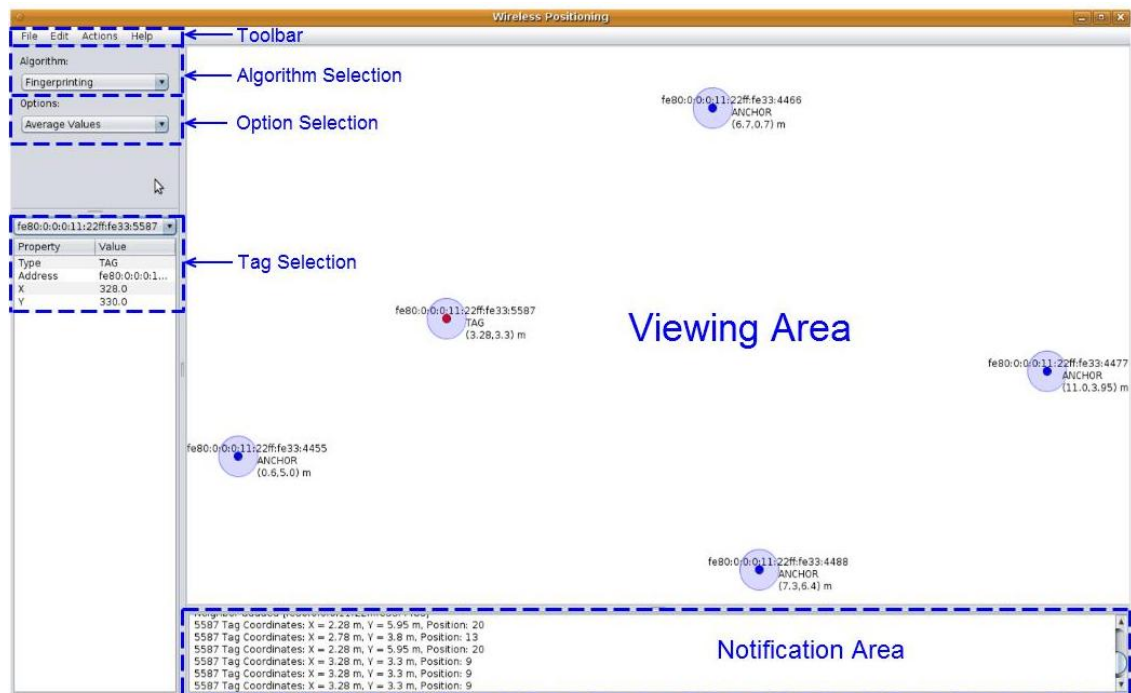 Wireless Positioning
File Edit Actions Help
Toolbar
Algorithm:
Fingerprinting
Algorithm Selection
Options:
Average Values
Option Selection
fe80:0:0:0:11:22ff:fe33:5587
Property Value
Type TAG
Address fe80:0:0:0:1...
X 328.0
Y 330.0
Tag Selection
fe80:0:0:0:11:22ff:fe33:4466
ANCHOR
(6.7,0.7) m
fe80:0:0:0:11:22ff:fe33:5587
TAG
(3.28,3.3) m
Viewing Area
fe80:0:0:0:11:22ff:fe33:4477
ANCHOR
(11.0,3.95) m
fe80:0:0:0:11:22ff:fe33:4455
ANCHOR
(0.6,5.0) m
fe80:0:0:0:11:22ff:fe33:4488
ANCHOR
(7.3,6.4) m
5587 Tag Coordinates: X = 2.28 m, Y = 5.95 m, Position: 20
5587 Tag Coordinates: X = 2.78 m, Y = 3.8 m, Position: 13
5587 Tag Coordinates: X = 2.28 m, Y = 5.95 m, Position: 20
5587 Tag Coordinates: X = 3.28 m, Y = 3.3 m, Position: 9
5587 Tag Coordinates: X = 3.28 m, Y = 3.3 m, Position: 9
5587 Tag Coordinates: X = 3.28 m, Y = 3.3 m, Position: 9
Notification Area